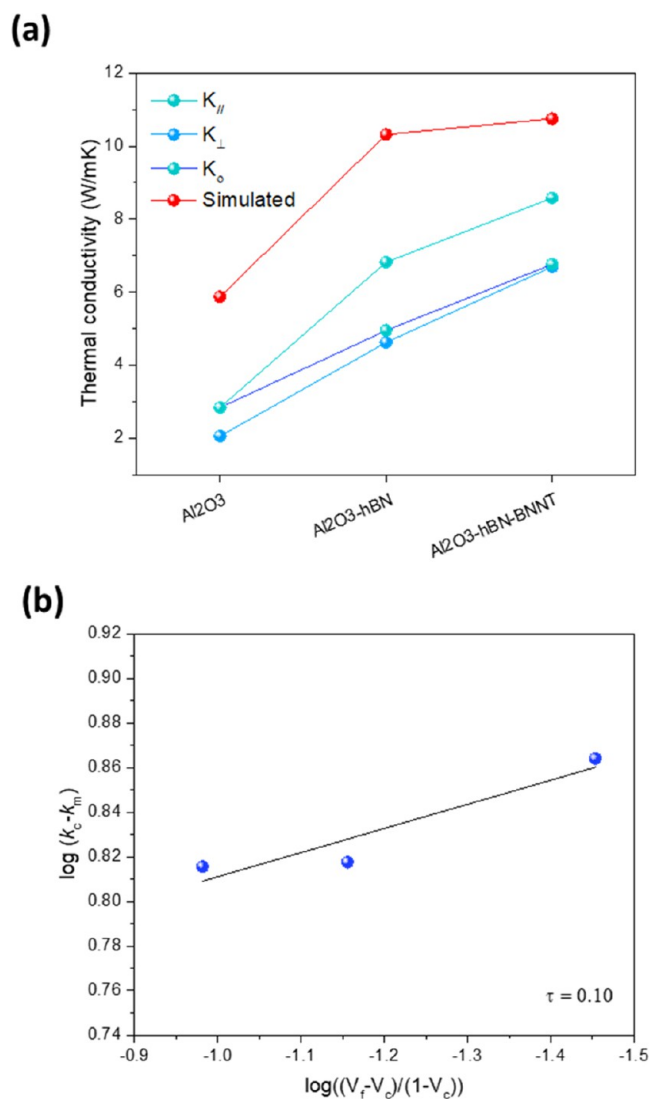 (a)
Thermal conductivity (W/mK)
12
10
8
6
4
2
K//
K⊥
Ko
Simulated
Al2O3
Al2O3-hBN
Al2O3-hBN-BNNT
(b)
log (kc-km)
0.92
0.90
0.88
0.86
0.84
0.82
0.80
0.78
0.76
0.74
τ = 0.10
-0.9 -1.0 -1.1 -1.2 -1.3 -1.4 -1.5
log((Vf-Vc)/(1-Vc))